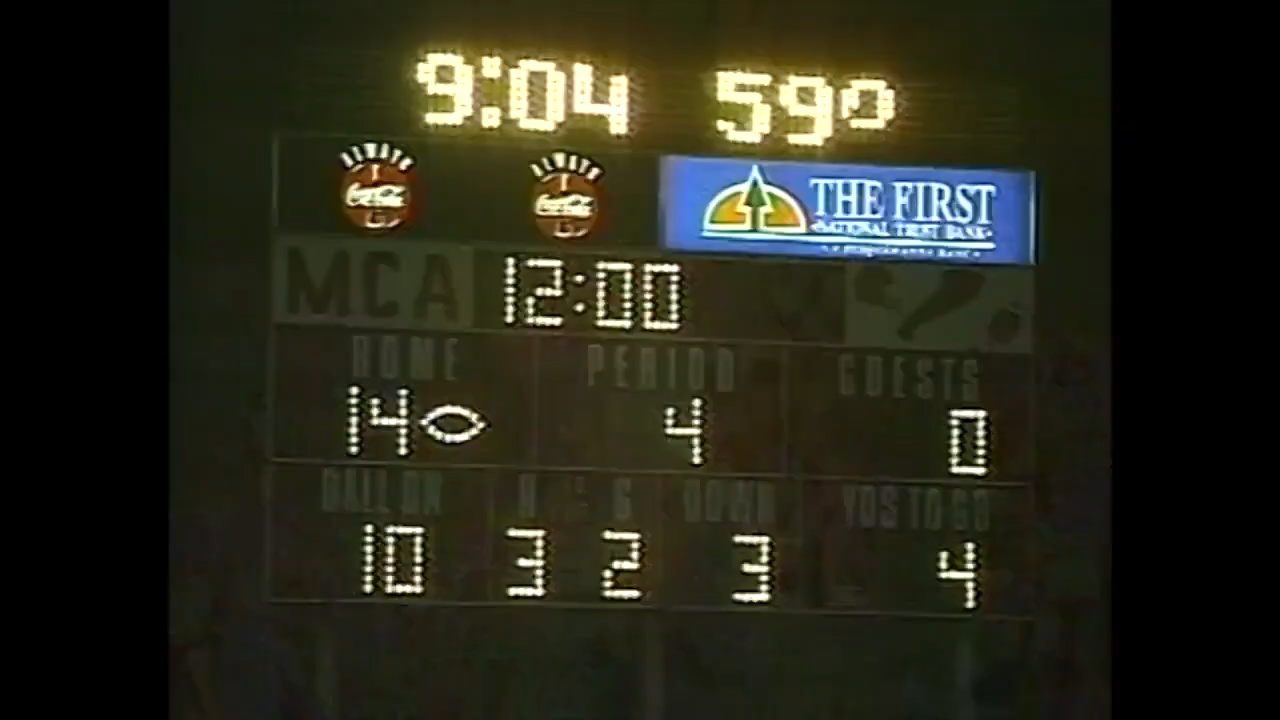 9:04 59°
ALWAYS
Coca-Cola
ALWAYS
Coca-Cola
THE FIRST
NATIONAL TRUST BANK
MCA 12:00
HOME PERIOD GUESTS
14 4 0
BALL ON H G DOWN YDS TO GO
10 3 2 3 4